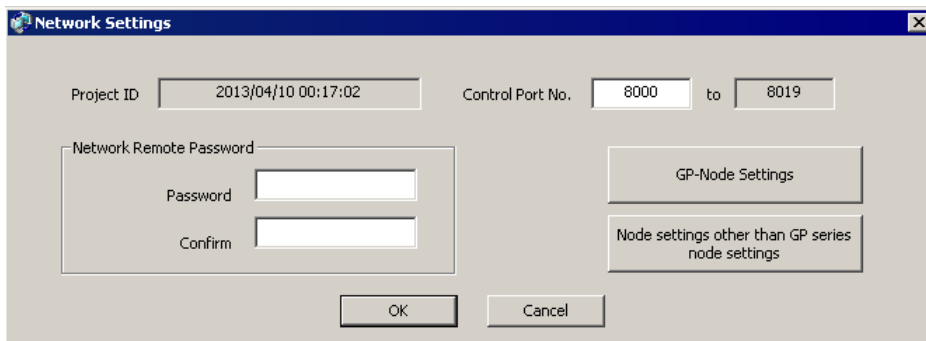 Network Settings
Project ID 2013/04/10 00:17:02 Control Port No. 8000 to 8019
Network Remote Password
Password
Confirm
GP-Node Settings
Node settings other than GP series
node settings
OK Cancel